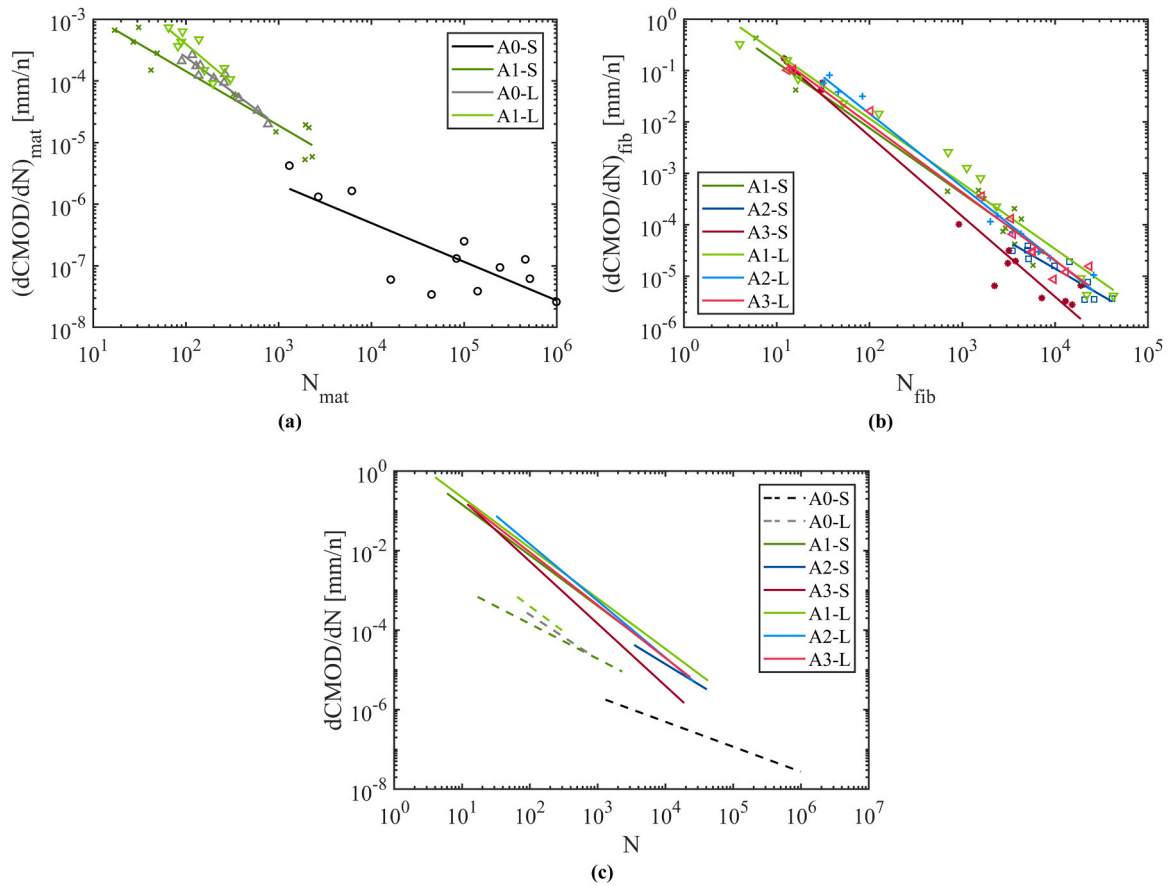 10^-3
10^-4
10^-5
10^-6
10^-7
10^-8
(dCMOD/dN)_mat [mm/n]
A0-S
A1-S
A0-L
A1-L
10^1 10^2 10^3 10^4 10^5 10^6
N_mat
(a)
10^0
10^-1
10^-2
10^-3
10^-4
10^-5
10^-6
(dCMOD/dN)_fib [mm/n]
A1-S
A2-S
A3-S
A1-L
A2-L
A3-L
10^0 10^1 10^2 10^3 10^4 10^5
N_fib
(b)
10^0
10^-2
10^-4
10^-6
10^-8
dCMOD/dN [mm/n]
A0-S
A0-L
A1-S
A2-S
A3-S
A1-L
A2-L
A3-L
10^0 10^1 10^2 10^3 10^4 10^5 10^6 10^7
N
(c)